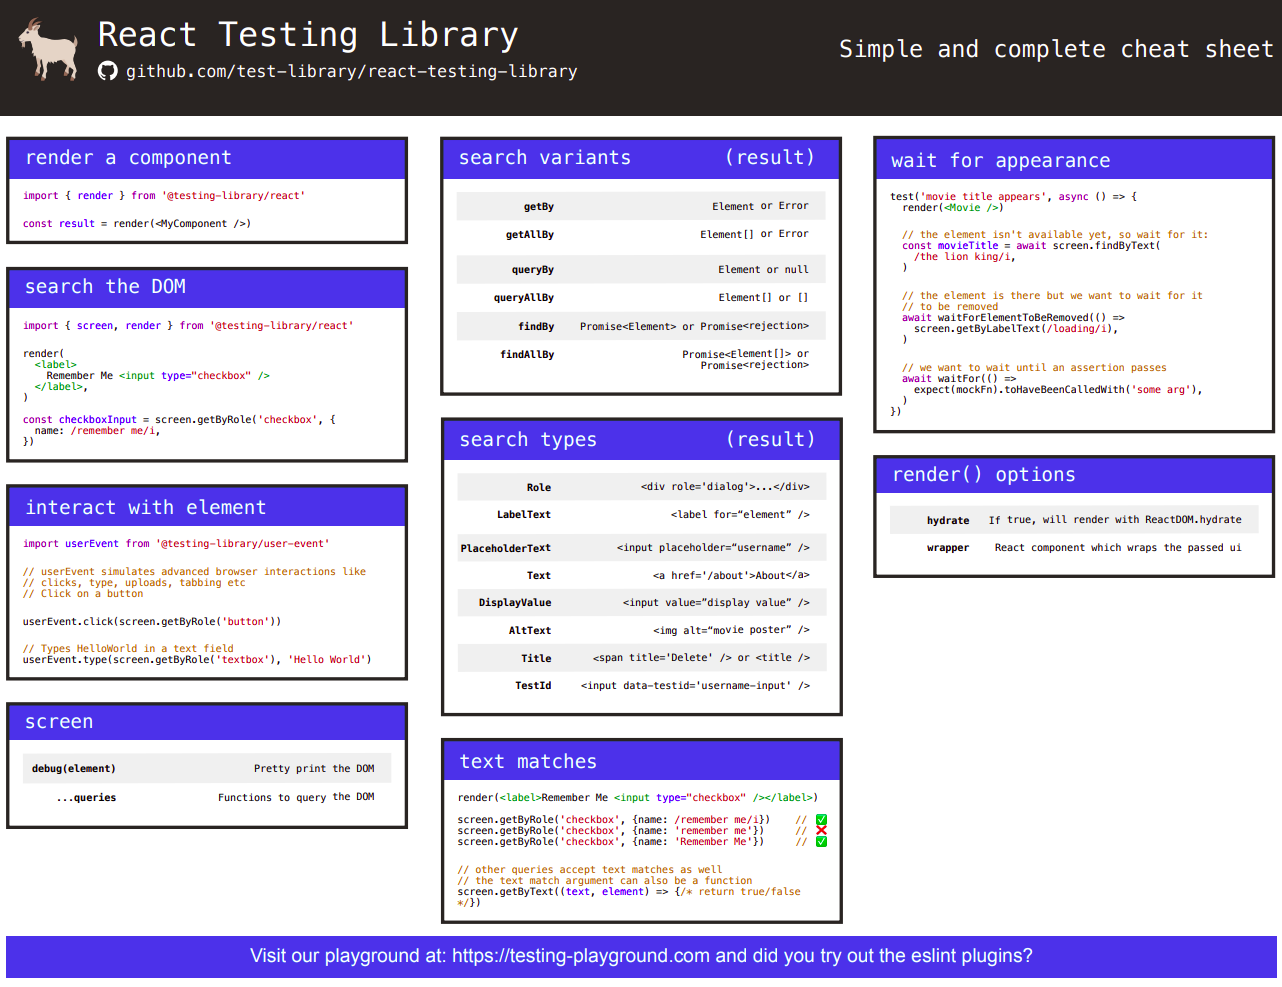 React Testing Library
github.com/test-library/react-testing-library
Simple and complete cheat sheet
render a component
import { render } from '@testing-library/react'
const result = render(<MyComponent />)
search the DOM
import { screen, render } from '@testing-library/react'
render(
<label>
Remember Me <input type="checkbox" />
</label>,
)
const checkboxInput = screen.getByRole('checkbox', {
name: /remember me/i,
})
interact with element
import userEvent from '@testing-library/user-event'
// userEvent simulates advanced browser interactions like
// clicks, type, uploads, tabbing etc
// Click on a button
userEvent.click(screen.getByRole('button'))
// Types HelloWorld in a text field
userEvent.type(screen.getByRole('textbox'), 'Hello World')
screen
debug(element) Pretty print the DOM
...queries Functions to query the DOM
search variants (result)
getBy Element or Error
getAllBy Element[] or Error
queryBy Element or null
queryAllBy Element[] or []
findBy Promise<Element> or Promise<rejection>
findAllBy Promise<Element[]> or
Promise<rejection>
search types (result)
Role <div role='dialog'>...</div>
LabelText <label for=“element” />
PlaceholderText <input placeholder=“username” />
Text <a href='/about'>About</a>
DisplayValue <input value=”display value” />
AltText <img alt=“movie poster” />
Title <span title='Delete' /> or <title />
TestId <input data-testid='username-input' />
text matches
render(<label>Remember Me <input type="checkbox" /></label>)
screen.getByRole('checkbox', {name: /remember me/i}) // ✅
screen.getByRole('checkbox', {name: 'remember me'}) // ❌
screen.getByRole('checkbox', {name: 'Remember Me'}) // ✅
// other queries accept text matches as well
// the text match argument can also be a function
screen.getByText((text, element) => {/* return true/false
*/})
wait for appearance
test('movie title appears', async () => {
render(<Movie />)
// the element isn't available yet, so wait for it:
const movieTitle = await screen.findByText(
/the lion king/i,
)
// the element is there but we want to wait for it
// to be removed
await waitForElementToBeRemoved(() =>
screen.getByLabelText(/loading/i),
)
// we want to wait until an assertion passes
await waitFor(() =>
expect(mockFn).toHaveBeenCalledWith('some arg'),
)
})
render() options
hydrate If true, will render with ReactDOM.hydrate
wrapper React component which wraps the passed ui
Visit our playground at: https://testing-playground.com and did you try out the eslint plugins?